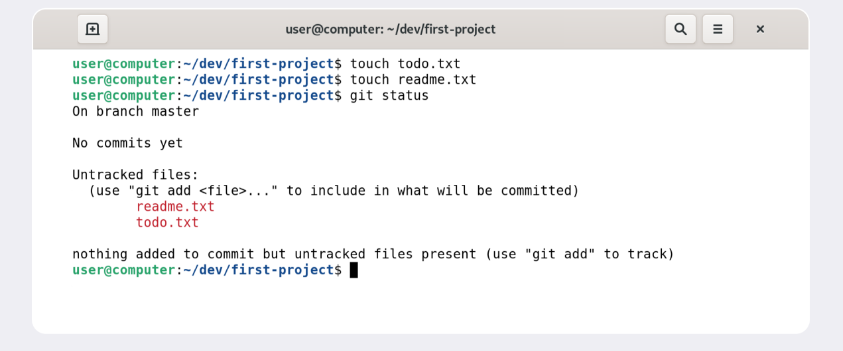 user@computer: ~/dev/first-project
user@computer:~/dev/first-project$ touch todo.txt
user@computer:~/dev/first-project$ touch readme.txt
user@computer:~/dev/first-project$ git status
On branch master
No commits yet
Untracked files:
(use "git add <file>..." to include in what will be committed)
readme.txt
todo.txt
nothing added to commit but untracked files present (use "git add" to track)
user@computer:~/dev/first-project$